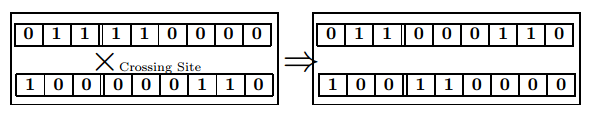 0 1 1 1 1 0 0 0 0
Crossing Site
1 0 0 0 0 0 1 1 0
⇒
0 1 1 0 0 0 1 1 0
1 0 0 1 1 0 0 0 0